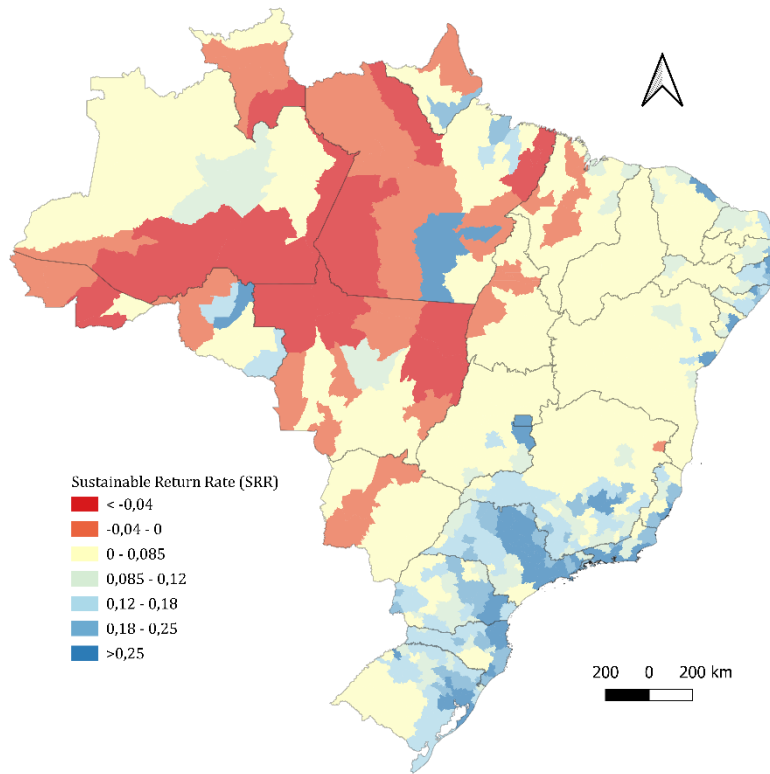 Sustainable Return Rate (SRR)
< -0,04
-0,04 - 0
0 - 0,085
0,085 - 0,12
0,12 - 0,18
0,18 - 0,25
>0,25
200 0 200 km